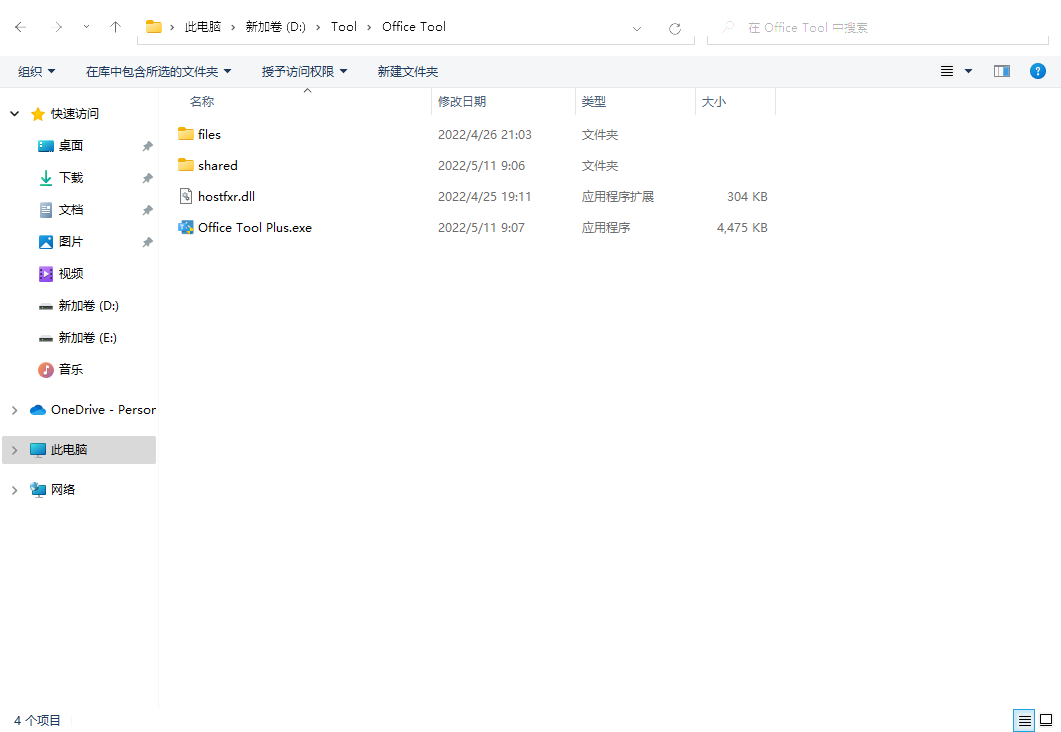 此电脑 › 新加卷 (D:) › Tool › Office Tool
在 Office Tool 中搜索
组织 在库中包含所选的文件夹 授予访问权限 新建文件夹
名称 修改日期 类型 大小
快速访问
桌面
下载
文档
图片
视频
新加卷 (D:)
新加卷 (E:)
音乐
OneDrive - Person
此电脑
网络
files 2022/4/26 21:03 文件夹
shared 2022/5/11 9:06 文件夹
hostfxr.dll 2022/4/25 19:11 应用程序扩展 304 KB
Office Tool Plus.exe 2022/5/11 9:07 应用程序 4,475 KB
4 个项目